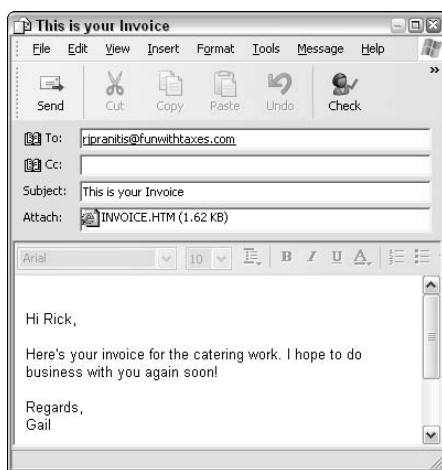 This is your Invoice
File Edit View Insert Format Tools Message Help
Send Cut Copy Paste Undo Check
To: rjpranitis@funwithtaxes.com
Cc:
Subject: This is your Invoice
Attach: INVOICE.HTM (1.62 KB)
Arial 10 B I U A
Hi Rick,
Here's your invoice for the catering work. I hope to do
business with you again soon!
Regards,
Gail